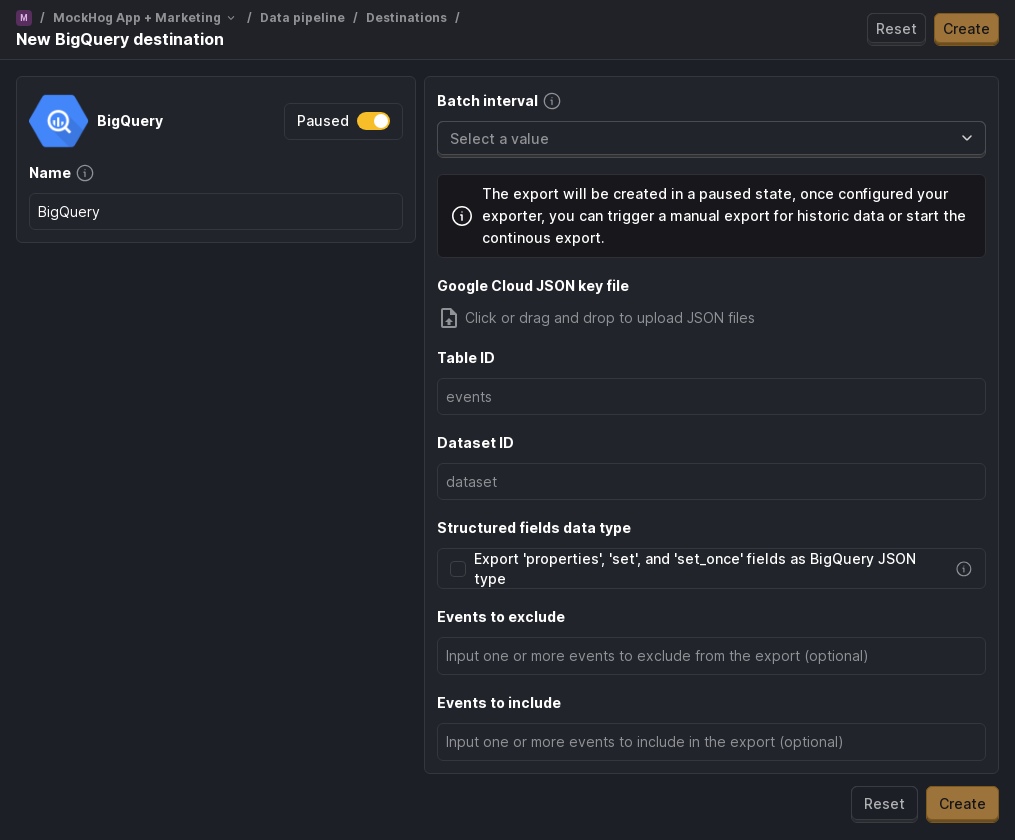 M / MockHog App + Marketing / Data pipeline / Destinations /
New BigQuery destination
Reset Create
BigQuery
Paused
Name
BigQuery
Batch interval
Select a value
The export will be created in a paused state, once configured your
exporter, you can trigger a manual export for historic data or start the
continous export.
Google Cloud JSON key file
Click or drag and drop to upload JSON files
Table ID
events
Dataset ID
dataset
Structured fields data type
Export 'properties', 'set', and 'set_once' fields as BigQuery JSON
type
Events to exclude
Input one or more events to exclude from the export (optional)
Events to include
Input one or more events to include in the export (optional)
Reset Create